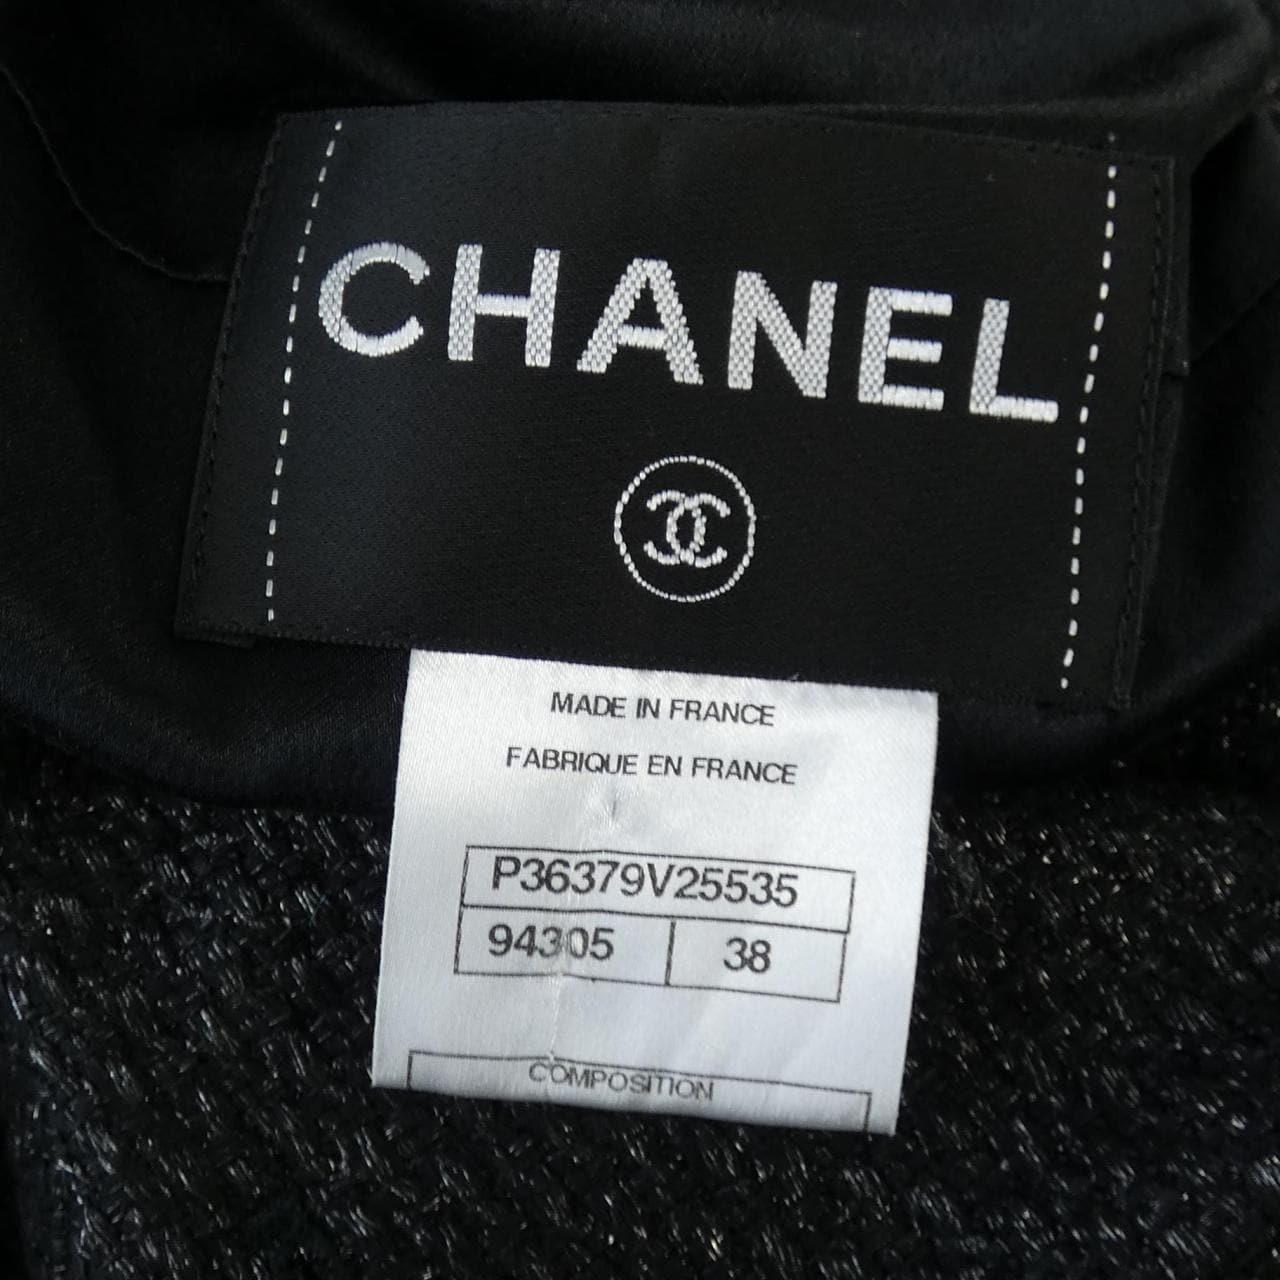 CHANEL
MADE IN FRANCE
FABRIQUE EN FRANCE
P36379V25535
94305 38
COMPOSITION